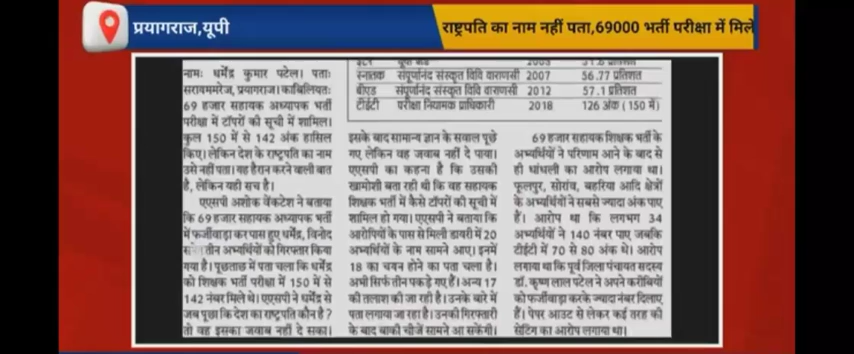 प्रयागराज,यूपी
राष्ट्रपति का नाम नहीं पता,69000 भर्ती परीक्षा में मिले
नामः धर्मेंद्र कुमार पटेल। पताः
सरायममरेज, प्रयागराज। काबिलियतः
69 हजार सहायक अध्यापक भर्ती
परीक्षा में टॉपरों की सूची में शामिल।
कुल 150 में से 142 अंक हासिल
किए। लेकिन देश के राष्ट्रपति का नाम
उसे नहीं पता। यह हैरान करने वाली बात
है, लेकिन यही सच है।
एएसपी अशोक वेंकटेश ने बताया
कि 69 हजार सहायक अध्यापक भर्ती
में फर्जीवाड़ा कर पास हुए धर्मेंद्र, विनोद
तीन अभ्यर्थियों को गिरफ्तार किया
गया है। पूछताछ में पता चला कि धर्मेंद्र
को शिक्षक भर्ती परीक्षा में 150 में से
142 नंबर मिले थे। एएसपी ने धर्मेंद्र से
जब पूछा कि देश का राष्ट्रपति कौन है?
तो वह इसका जवाब नहीं दे सका।
स्नातक संपूर्णानंद संस्कृत विवि वाराणसी 2007 56.77 प्रतिशत
बीएड संपूर्णानंद संस्कृत विवि वाराणसी 2012 57.1 प्रतिशत
टीईटी परीक्षा नियामक प्राधिकारी 2018 126 अंक (150 में)
इसके बाद सामान्य ज्ञान के सवाल पूछे
गए लेकिन वह जवाब नहीं दे पाया।
एएसपी का कहना है कि उसकी
खामोशी बता रही थी कि वह सहायक
शिक्षक भर्ती में कैसे टॉपरों की सूची में
शामिल हो गया। एएसपी ने बताया कि
आरोपियों के पास से मिली डायरी में 20
अभ्यर्थियों के नाम सामने आए। इनमें
18 का चयन होने का पता चला है।
अभी सिर्फ तीन पकड़े गए हैं। अन्य 17
की तलाश की जा रही है। उनके बारे में
पता लगाया जा रहा है। उनकी गिरफ्तारी
के बाद बाकी चीजें सामने आ सकेंगी।
69 हजार सहायक शिक्षक भर्ती के
अभ्यर्थियों ने परिणाम आने के बाद से
ही धांधली का आरोप लगाया था।
फूलपुर, सोरांव, बहरिया आदि क्षेत्रों
के अभ्यर्थियों ने सबसे ज्यादा अंक पाए
हैं। आरोप था कि लगभग 34
अभ्यर्थियों ने 140 नंबर पाए जबकि
टीईटी में 70 से 80 अंक थे। आरोप
लगाया था कि पूर्व जिला पंचायत सदस्य
डॉ. कृष्ण लाल पटेल ने अपने करीबियों
को फर्जीवाड़ा करके ज्यादा नंबर दिलाए
हैं। पेपर आउट से लेकर कई तरह की
सेटिंग का आरोप लगाया था।